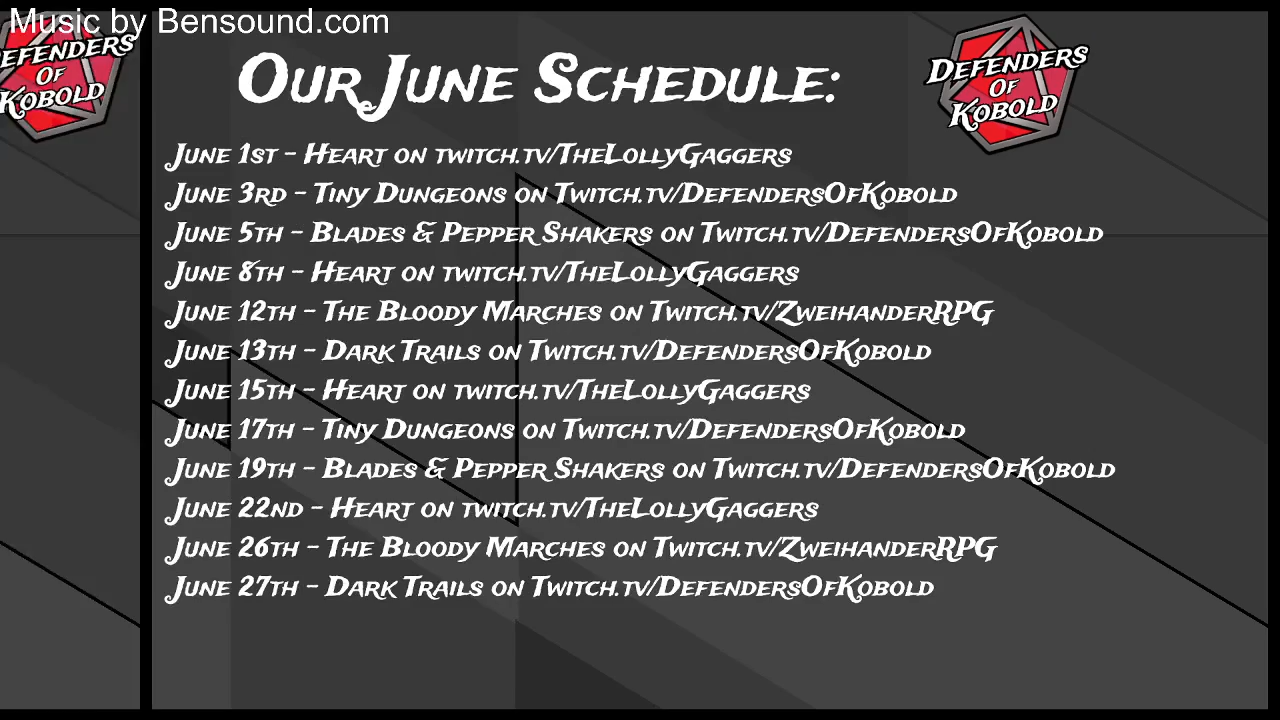 Music by Bensound.com
EFENDERS
OF
KOBOLD
OUR JUNE SCHEDULE:
DEFENDERS
OF
KOBOLD
JUNE 1ST - HEART ON TWITCH.TV/THELOLLYGAGGERS
JUNE 3RD - TINY DUNGEONS ON TWITCH.TV/DEFENDERSOFKOBOLD
JUNE 5TH - BLADES & PEPPER SHAKERS ON TWITCH.TV/DEFENDERSOFKOBOLD
JUNE 8TH - HEART ON TWITCH.TV/THELOLLYGAGGERS
JUNE 12TH - THE BLOODY MARCHES ON TWITCH.TV/ZWEIHANDERRPG
JUNE 13TH - DARK TRAILS ON TWITCH.TV/DEFENDERSOFKOBOLD
JUNE 15TH - HEART ON TWITCH.TV/THELOLLYGAGGERS
JUNE 17TH - TINY DUNGEONS ON TWITCH.TV/DEFENDERSOFKOBOLD
JUNE 19TH - BLADES & PEPPER SHAKERS ON TWITCH.TV/DEFENDERSOFKOBOLD
JUNE 22ND - HEART ON TWITCH.TV/THELOLLYGAGGERS
JUNE 26TH - THE BLOODY MARCHES ON TWITCH.TV/ZWEIHANDERRPG
JUNE 27TH - DARK TRAILS ON TWITCH.TV/DEFENDERSOFKOBOLD